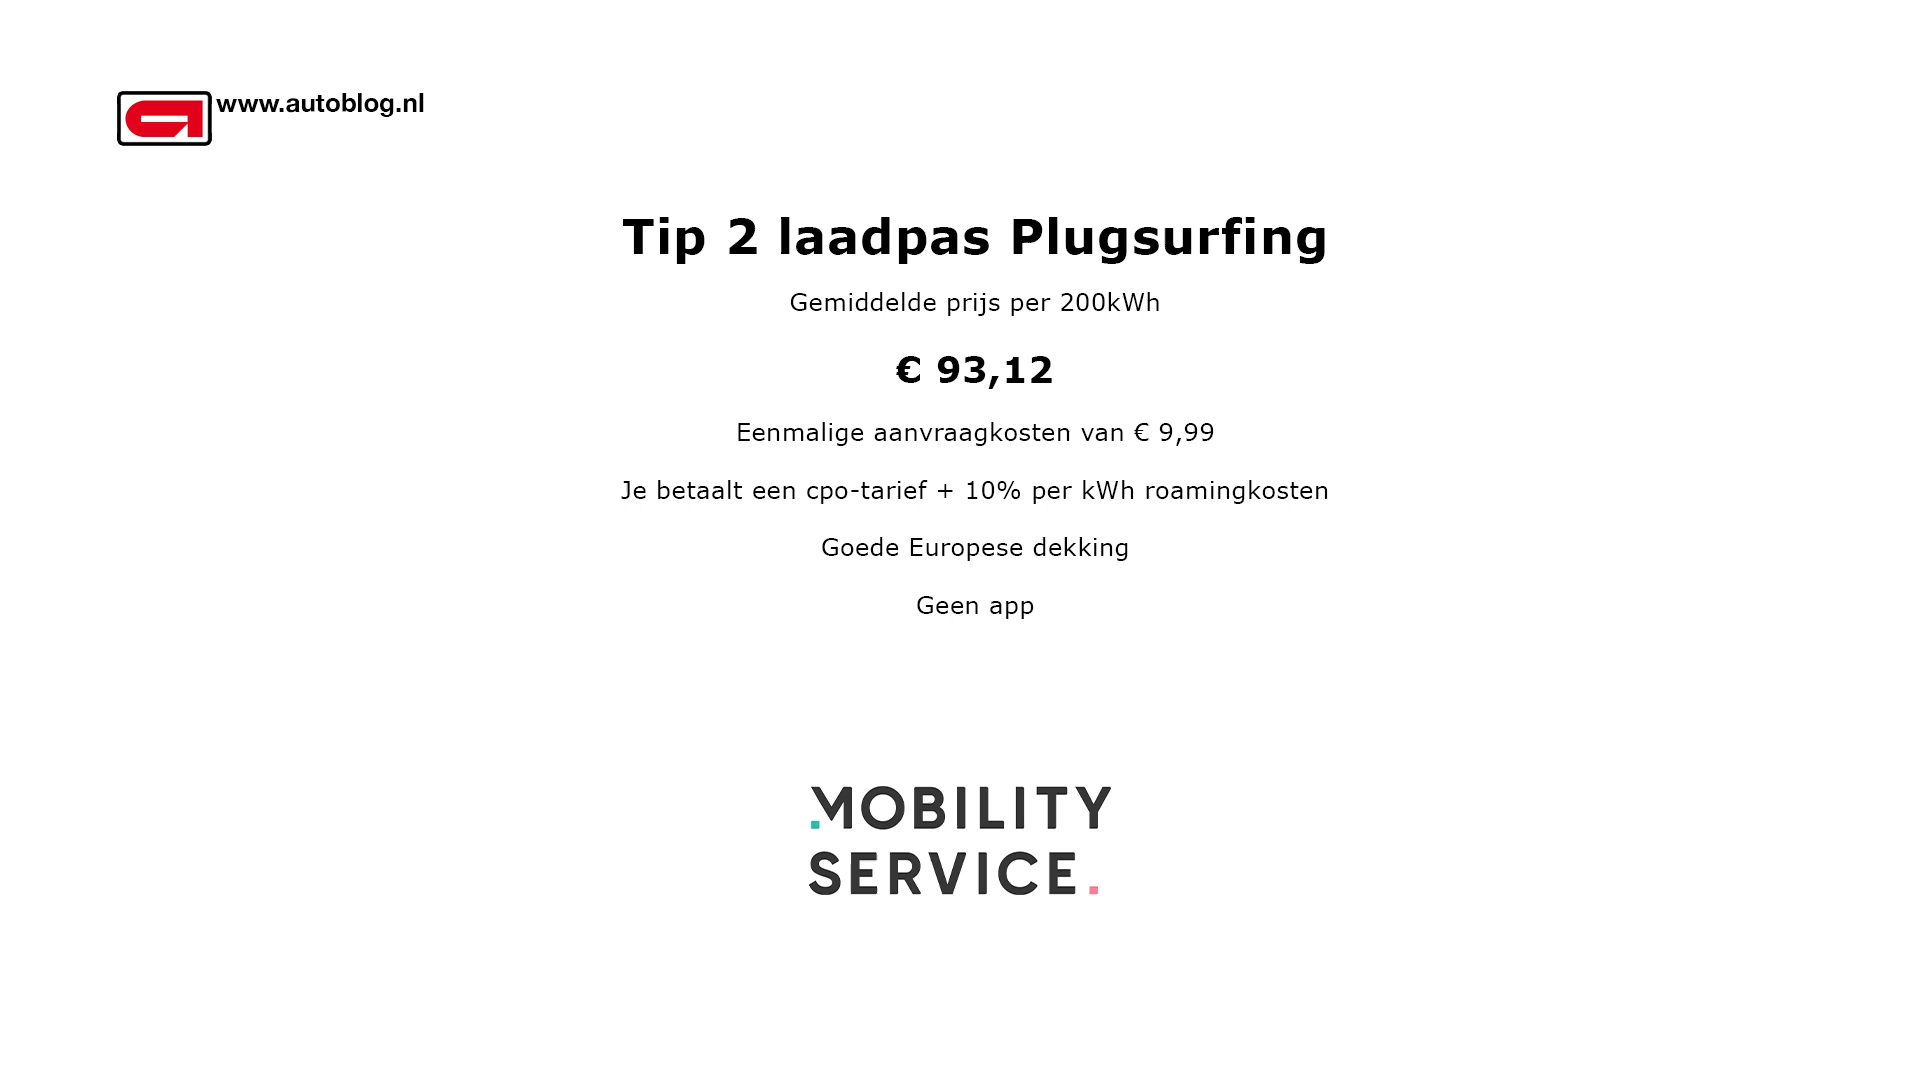 www.autoblog.nl
Tip 2 laadpas Plugsurfing
Gemiddelde prijs per 200kWh
€ 93,12
Eenmalige aanvraagkosten van € 9,99
Je betaalt een cpo-tarief + 10% per kWh roamingkosten
Goede Europese dekking
Geen app
MOBILITY
SERVICE.